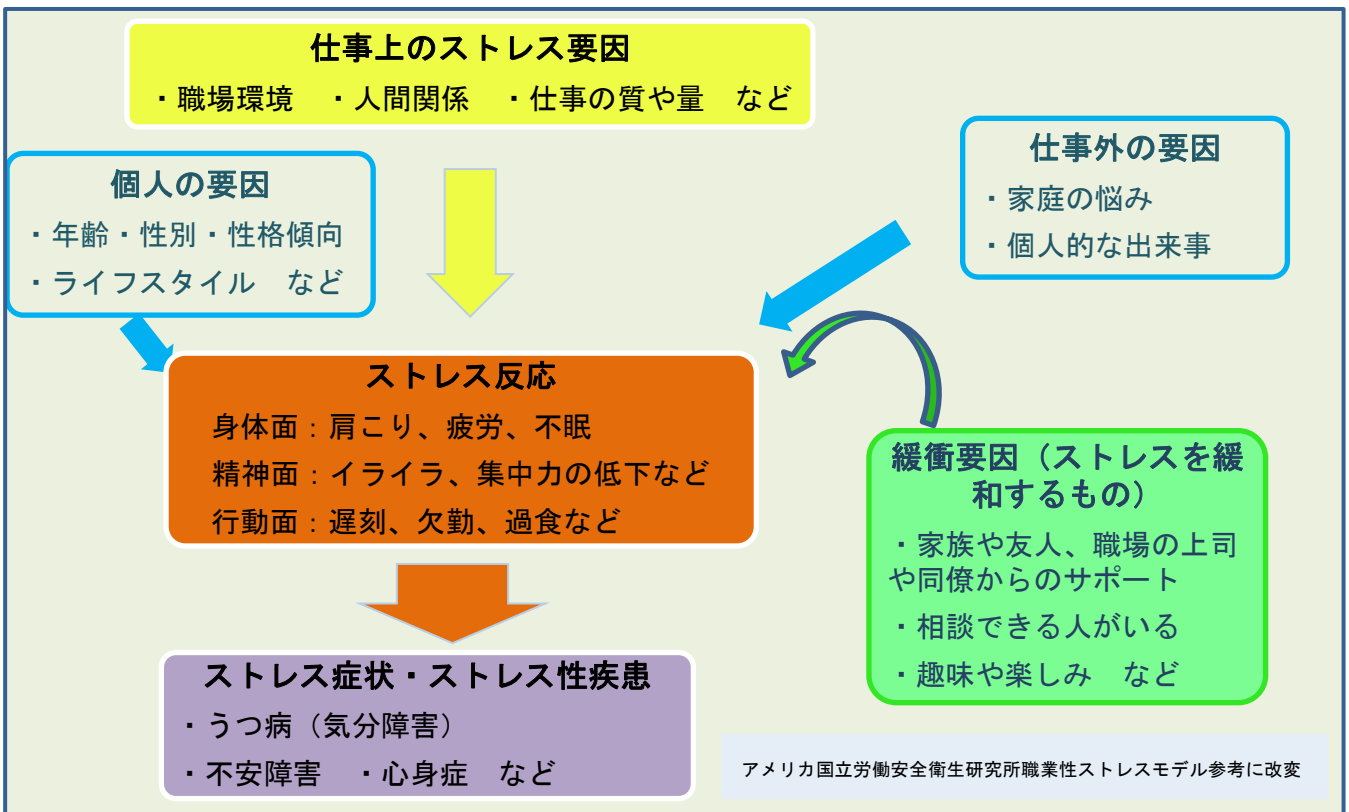 仕事上のストレス要因
・職場環境　・人間関係　・仕事の質や量　など
個人の要因
・年齢・性別・性格傾向
・ライフスタイル　など
仕事外の要因
・家庭の悩み
・個人的な出来事
ストレス反応
身体面：肩こり、疲労、不眠
精神面：イライラ、集中力の低下など
行動面：遅刻、欠勤、過食など
緩衝要因（ストレスを緩
和するもの）
・家族や友人、職場の上司
や同僚からのサポート
・相談できる人がいる
・趣味や楽しみ　など
ストレス症状・ストレス性疾患
・うつ病（気分障害）
・不安障害　・心身症　など
アメリカ国立労働安全衛生研究所職業性ストレスモデル参考に改変